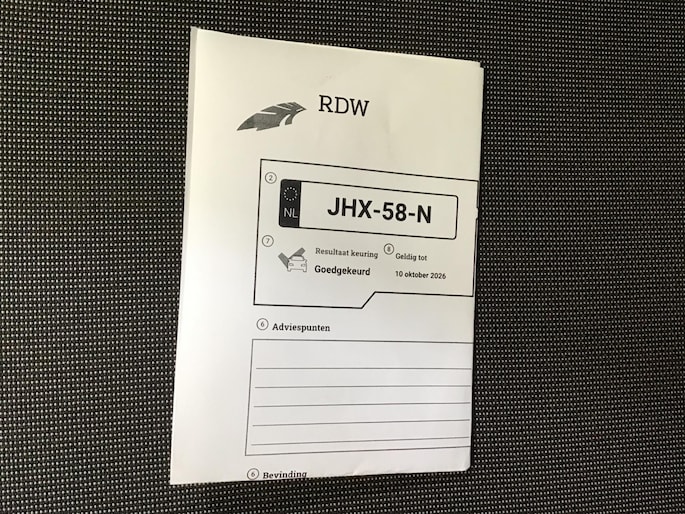 RDW
2
NL
JHX-58-N
7 Resultaat keuring
Goedgekeurd
8 Geldig tot
10 oktober 2026
6 Adviespunten
6 Bevinding